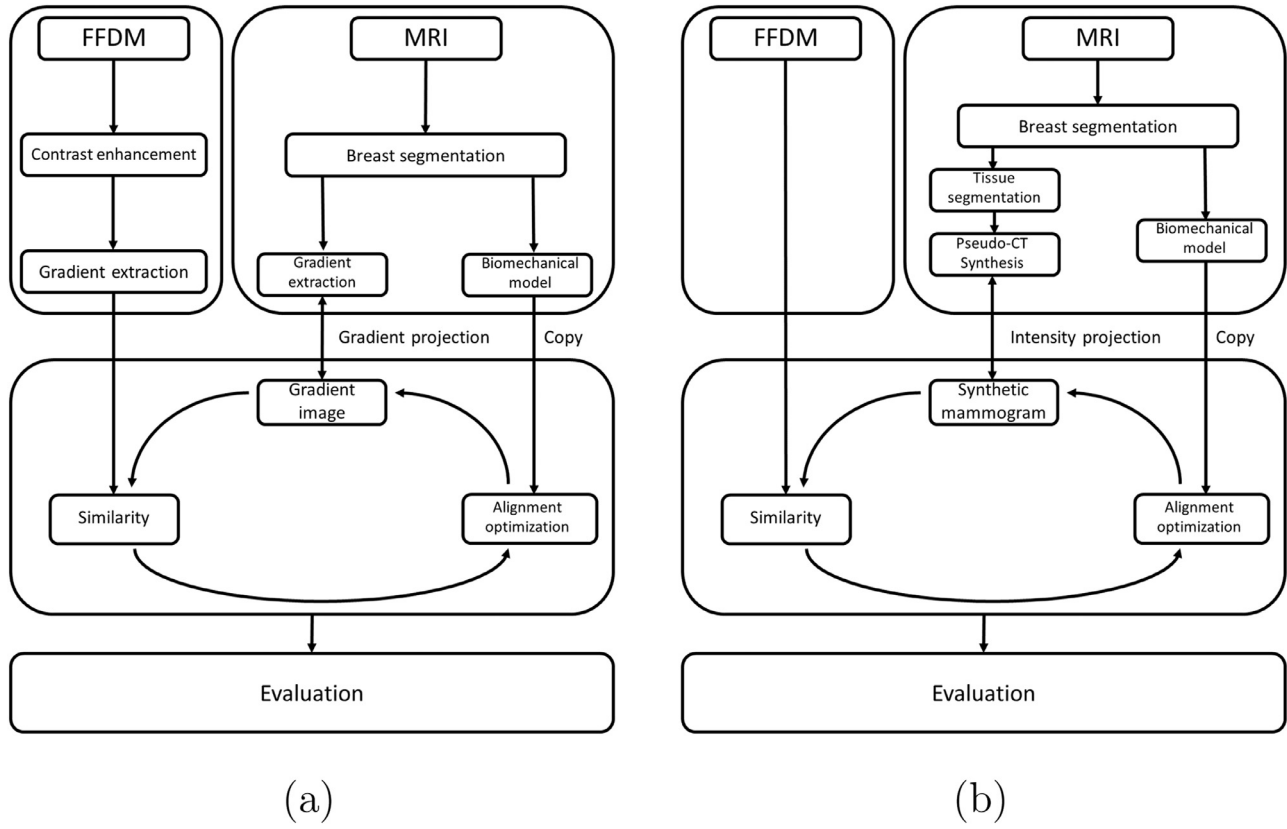 FFDM
MRI
Contrast enhancement
Breast segmentation
Gradient extraction
Gradient
extraction
Biomechanical
model
Gradient projection
Copy
Gradient
image
Similarity
Alignment
optimization
Evaluation
(a)
FFDM
MRI
Breast segmentation
Tissue
segmentation
Pseudo-CT
Synthesis
Biomechanical
model
Intensity projection
Copy
Synthetic
mammogram
Similarity
Alignment
optimization
Evaluation
(b)